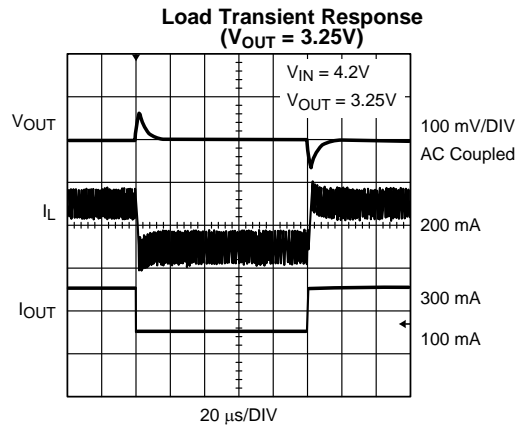 Load Transient Response
(VOUT = 3.25V)
VIN = 4.2V
VOUT = 3.25V
VOUT
100 mV/DIV
AC Coupled
IL
200 mA
IOUT
300 mA
100 mA
20 µs/DIV